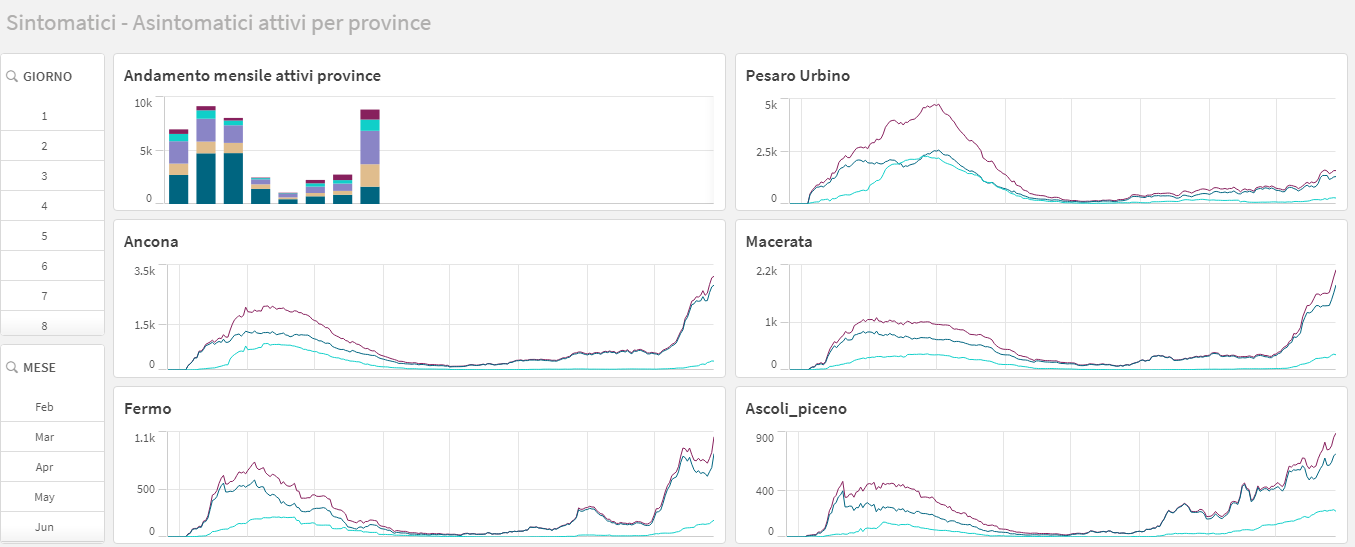 Sintomatici - Asintomatici attivi per province
GIORNO
1
2
3
4
5
6
7
8
MESE
Feb
Mar
Apr
May
Jun
Andamento mensile attivi province
10k
5k
0
Pesaro Urbino
5k
2.5k
0
Ancona
3.5k
1.5k
0
Macerata
2.2k
1k
0
Fermo
1.1k
500
0
Ascoli_piceno
900
400
0